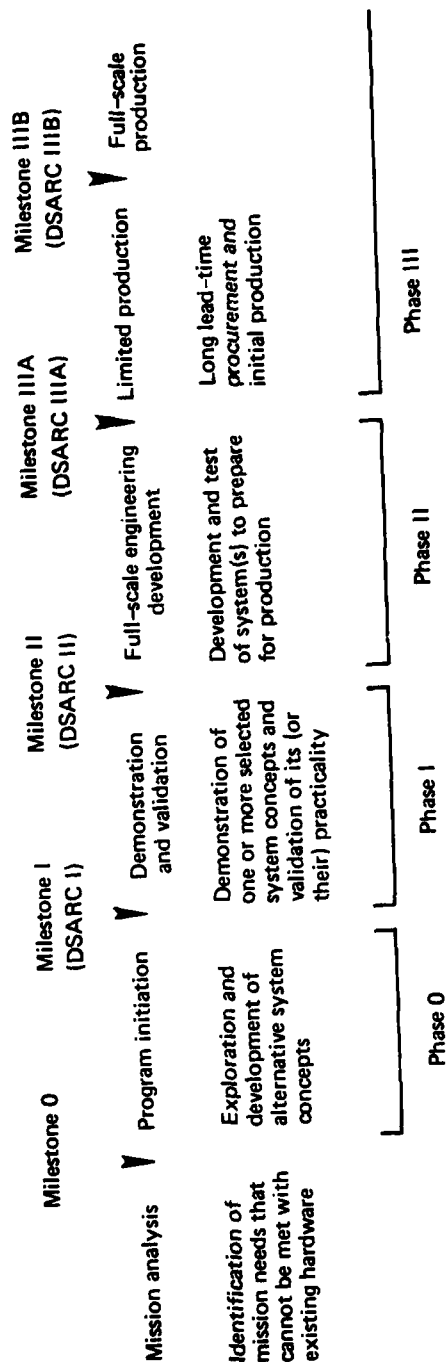 Milestone 0
Milestone I
(DSARC I)
Milestone II
(DSARC II)
Milestone IIIA
(DSARC IIIA)
Milestone IIIB
(DSARC IIIB)
Mission analysis
Program initiation
Demonstration
and validation
Full-scale engineering
development
Limited production
Full-scale
production
Identification of
mission needs that
cannot be met with
existing hardware
Exploration and
development of
alternative system
concepts
Demonstration of
one or more selected
system concepts and
validation of its (or
their) practicality
Development and test
of system(s) to prepare
for production
Long lead-time
procurement and
initial production
Phase 0
Phase I
Phase II
Phase III